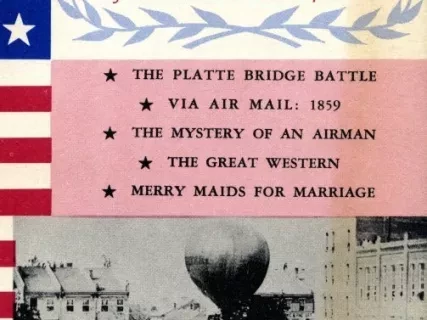 ★ THE PLATTE BRIDGE BATTLE
★ VIA AIR MAIL: 1859
★ THE MYSTERY OF AN AIRMAN
★ THE GREAT WESTERN
★ MERRY MAIDS FOR MARRIAGE